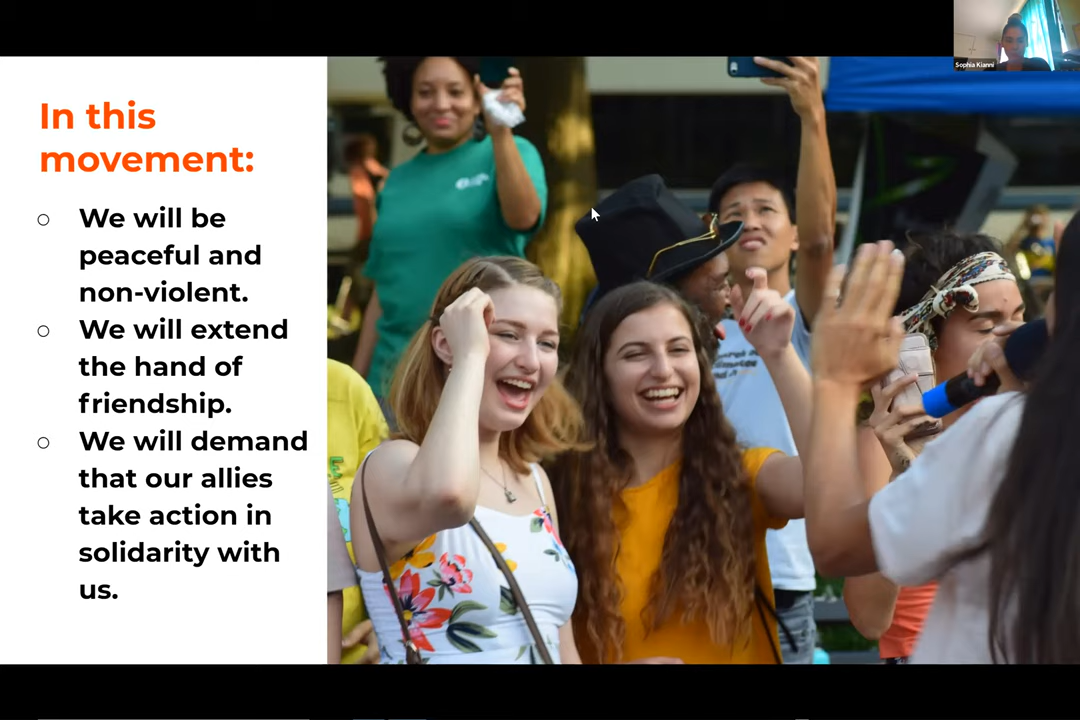 Sophia Kianni
In this
movement:
We will be
peaceful and
non-violent.
We will extend
the hand of
friendship.
We will demand
that our allies
take action in
solidarity with
us.